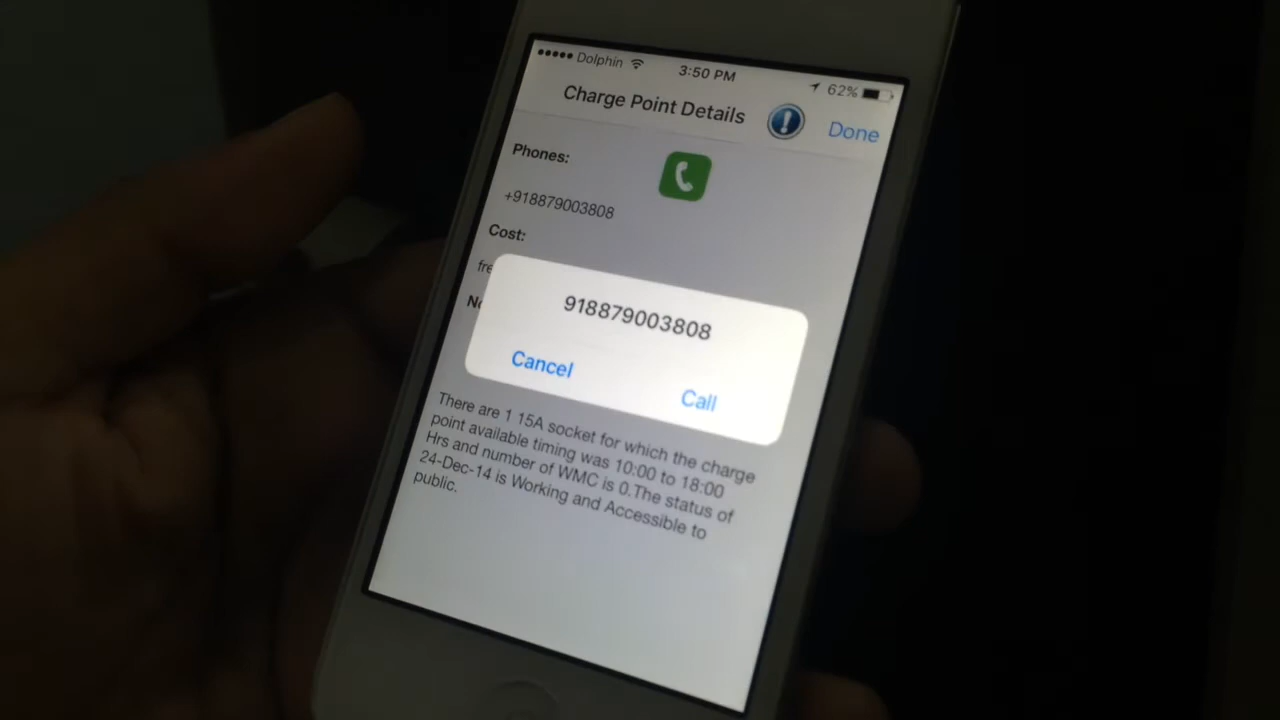 Dolphin 3:50 PM 62%
Charge Point Details Done
Phones:
+918879003808
Cost:
918879003808
Cancel Call
There are 1 15A socket for which the charge
point available timing was 10:00 to 18:00
Hrs and number of WMC is 0.The status of
24-Dec-14 is Working and Accessible to
public.